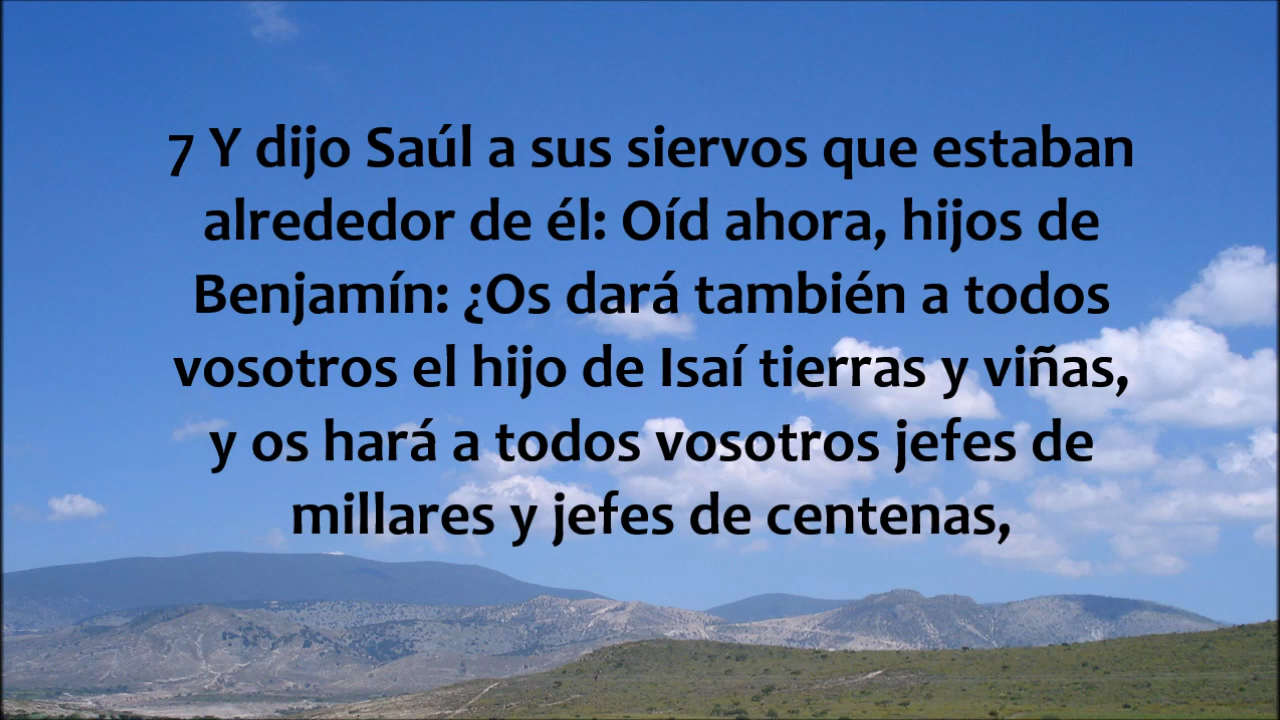 7 Y dijo Saúl a sus siervos que estaban
alrededor de él: Oíd ahora, hijos de
Benjamín: ¿Os dará también a todos
vosotros el hijo de Isaí tierras y viñas,
y os hará a todos vosotros jefes de
millares y jefes de centenas,